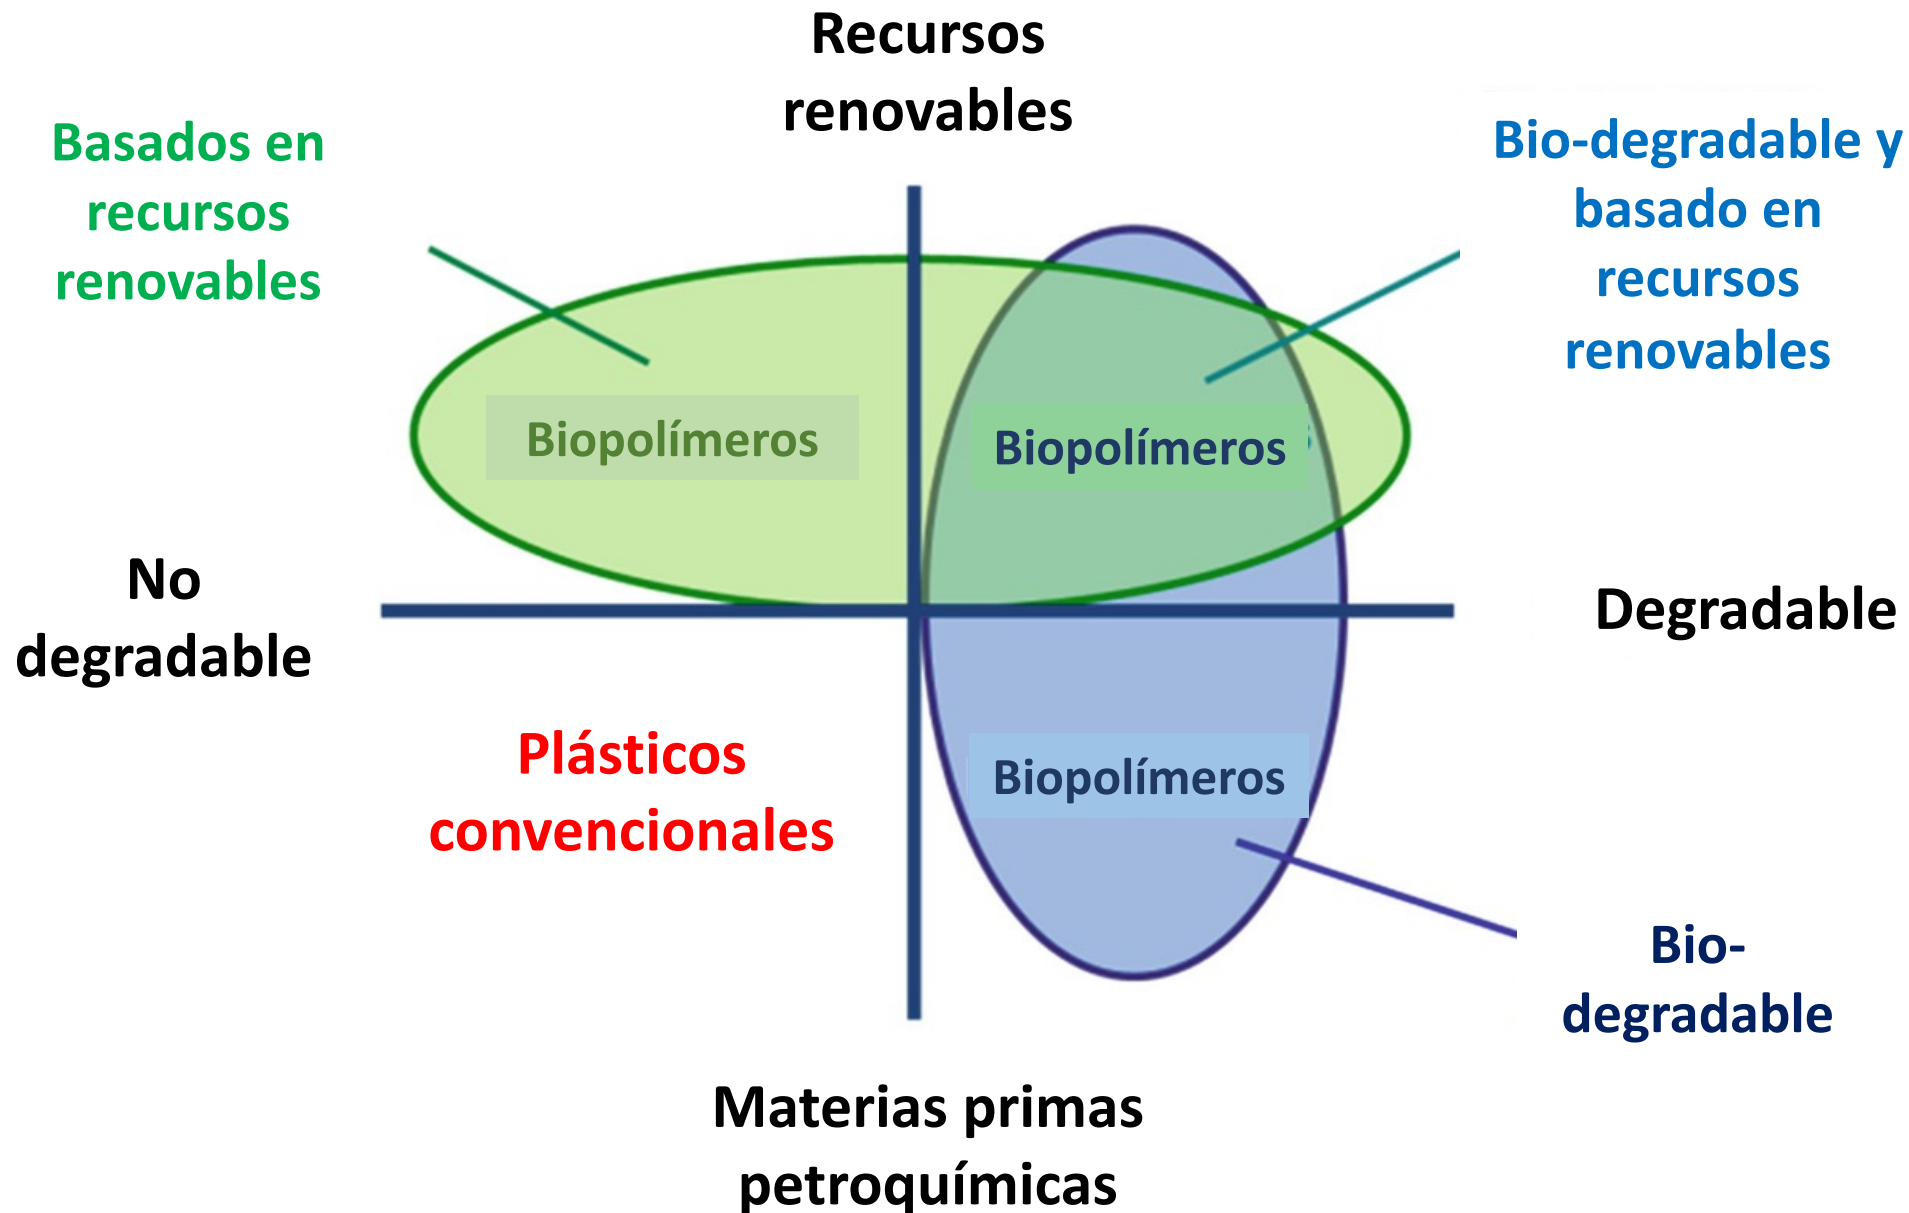 Recursos
renovables
Basados en
recursos
renovables
Bio-degradable y
basado en
recursos
renovables
Biopolímeros
Biopolímeros
No
degradable
Degradable
Plásticos
convencionales
Biopolímeros
Bio-
degradable
Materias primas
petroquímicas